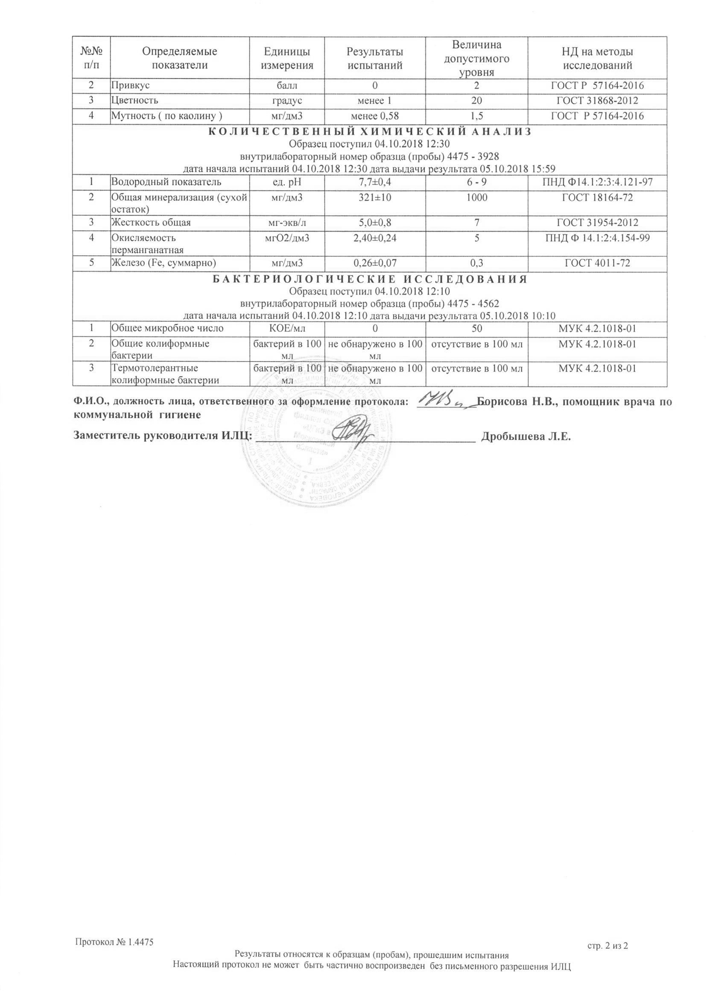 №№ п/п Определяемые показатели Единицы измерения Результаты испытаний Величина допустимого уровня НД на методы исследований
2 Привкус балл 0 2 ГОСТ Р 57164-2016
3 Цветность градус менее 1 20 ГОСТ 31868-2012
4 Мутность ( по каолину ) мг/дм3 менее 0,58 1,5 ГОСТ Р 57164-2016
КОЛИЧЕСТВЕННЫЙ ХИМИЧЕСКИЙ АНАЛИЗ
Образец поступил 04.10.2018 12:30
внутрилабораторный номер образца (пробы) 4475 - 3928
дата начала испытаний 04.10.2018 12:30 дата выдачи результата 05.10.2018 15:59
1 Водородный показатель ед. pH 7,7±0,4 6 - 9 ПНД Ф14.1:2:3:4.121-97
2 Общая минерализация (сухой остаток) мг/дм3 321±10 1000 ГОСТ 18164-72
3 Жесткость общая мг-экв/л 5,0±0,8 7 ГОСТ 31954-2012
4 Окисляемость перманганатная мгО2/дм3 2,40±0,24 5 ПНД Ф 14.1:2:4.154-99
5 Железо (Fe, суммарно) мг/дм3 0,26±0,07 0,3 ГОСТ 4011-72
БАКТЕРИОЛОГИЧЕСКИЕ ИССЛЕДОВАНИЯ
Образец поступил 04.10.2018 12:10
внутрилабораторный номер образца (пробы) 4475 - 4562
дата начала испытаний 04.10.2018 12:10 дата выдачи результата 05.10.2018 10:10
1 Общее микробное число КОЕ/мл 0 50 МУК 4.2.1018-01
2 Общие колиформные бактерии бактерий в 100 мл не обнаружено в 100 мл отсутствие в 100 мл МУК 4.2.1018-01
3 Термотолерантные колиформные бактерии бактерий в 100 мл не обнаружено в 100 мл отсутствие в 100 мл МУК 4.2.1018-01
Ф.И.О., должность лица, ответственного за оформление протокола: Борисова Н.В., помощник врача по
коммунальной гигиене
Заместитель руководителя ИЛЦ: Дробышева Л.Е.
Протокол № 1.4475
стр. 2 из 2
Результаты относятся к образцам (пробам), прошедшим испытания
Настоящий протокол не может быть частично воспроизведен без письменного разрешения ИЛЦ